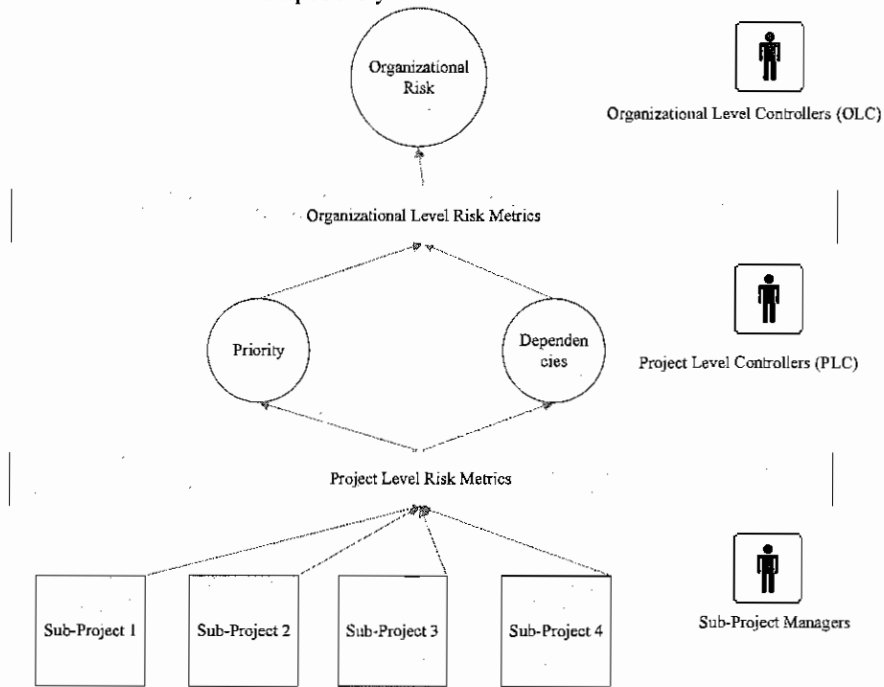 Organizational
Risk
Organizational Level Controllers (OLC)
Organizational Level Risk Metrics
Priority
Dependen
cies
Project Level Controllers (PLC)
Project Level Risk Metrics
Sub-Project 1
Sub-Project 2
Sub-Project 3
Sub-Project 4
Sub-Project Managers